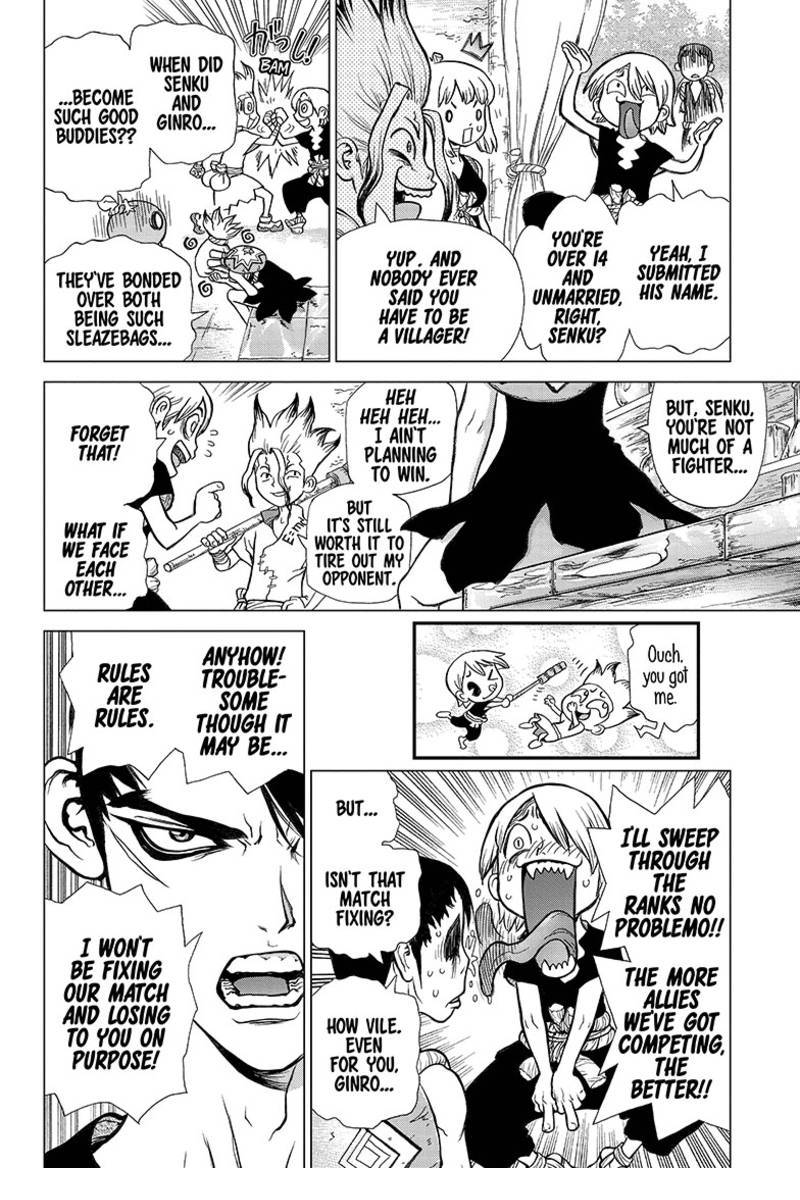 YEAH, I
SUBMITTED
HIS NAME.
YOU'RE
OVER 14
AND
UNMARRIED,
RIGHT,
SENKU?
YUP. AND
NOBODY EVER
SAID YOU
HAVE TO BE
A VILLAGER!
がっし!
BAM
WHEN DID
SENKU
AND
GINRO...
...BECOME
SUCH GOOD
BUDDIES??
THEY'VE BONDED
OVER BOTH
BEING SUCH
SLEAZEBAGS...
BUT, SENKU,
YOU'RE NOT
MUCH OF A
FIGHTER...
HEH
HEH HEH...
I AIN'T
PLANNING
TO WIN.
BUT
IT'S STILL
WORTH IT TO
TIRE OUT MY
OPPONENT.
FORGET
THAT!
WHAT IF
WE FACE
EACH
OTHER...
Ouch,
you got
me.
I'LL SWEEP
THROUGH
THE
RANKS NO
PROBLEMO!!
THE MORE
ALLIES
WE'VE GOT
COMPETING,
THE
BETTER!!
BUT...
ISN'T THAT
MATCH
FIXING?
HOW VILE.
EVEN
FOR YOU,
GINRO...
ANYHOW!
TROUBLE-
SOME
THOUGH IT
MAY BE...
RULES
ARE
RULES.
I WON'T
BE FIXING
OUR MATCH
AND LOSING
TO YOU ON
PURPOSE!